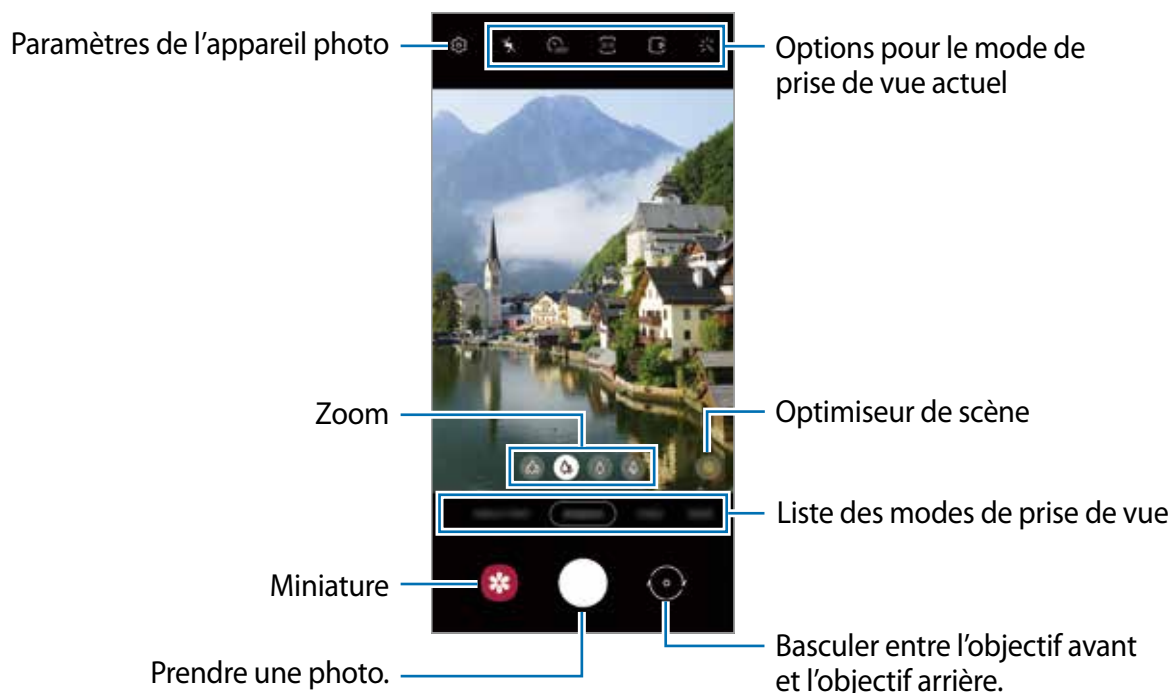 Paramètres de l'appareil photo
Options pour le mode de
prise de vue actuel
Zoom
Optimiseur de scène
Liste des modes de prise de vue
Miniature
Prendre une photo.
Basculer entre l'objectif avant
et l'objectif arrière.